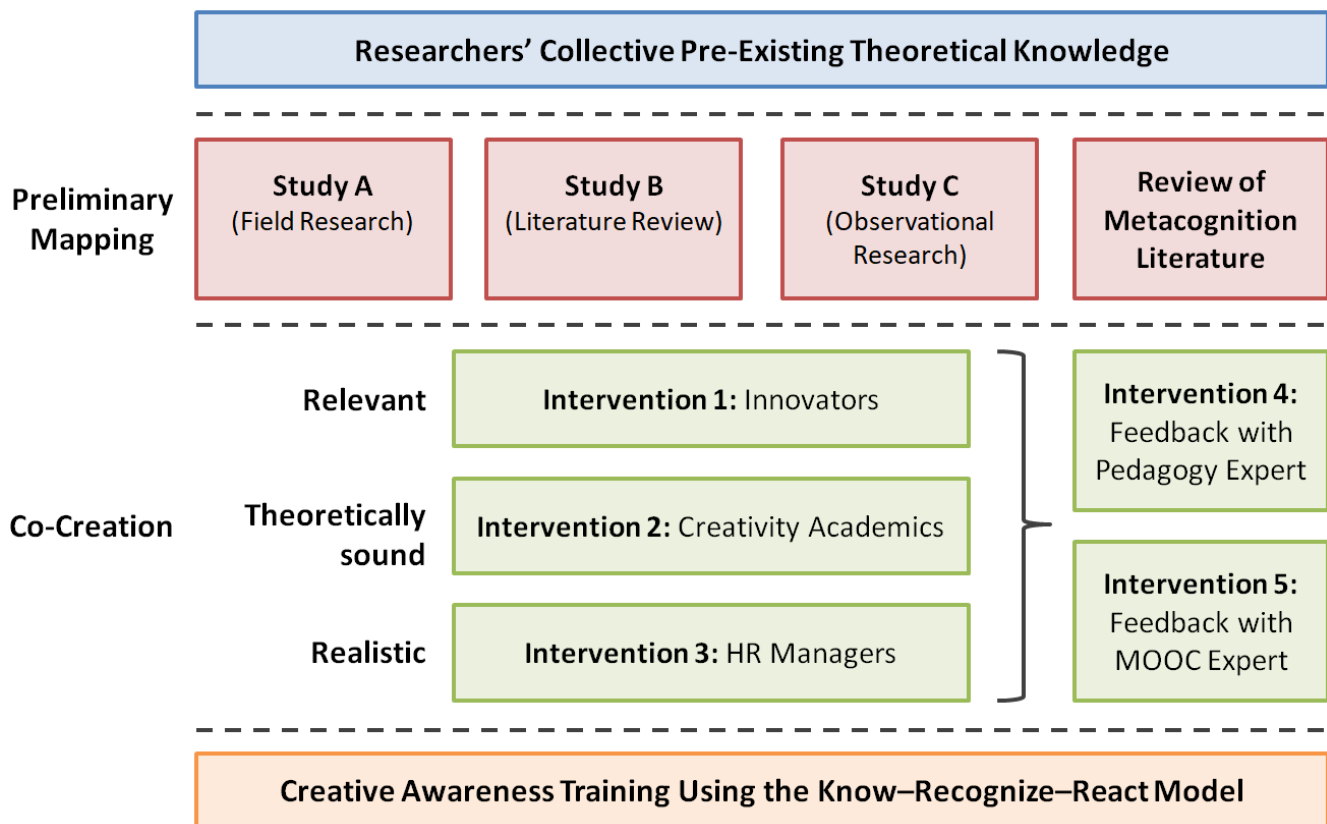 Researchers’ Collective Pre-Existing Theoretical Knowledge
Preliminary
Mapping
Study A
(Field Research)
Study B
(Literature Review)
Study C
(Observational
Research)
Review of
Metacognition
Literature
Co-Creation
Relevant
Intervention 1: Innovators
Theoretically
sound
Intervention 2: Creativity Academics
Realistic
Intervention 3: HR Managers
Intervention 4:
Feedback with
Pedagogy Expert
Intervention 5:
Feedback with
MOOC Expert
Creative Awareness Training Using the Know–Recognize–React Model